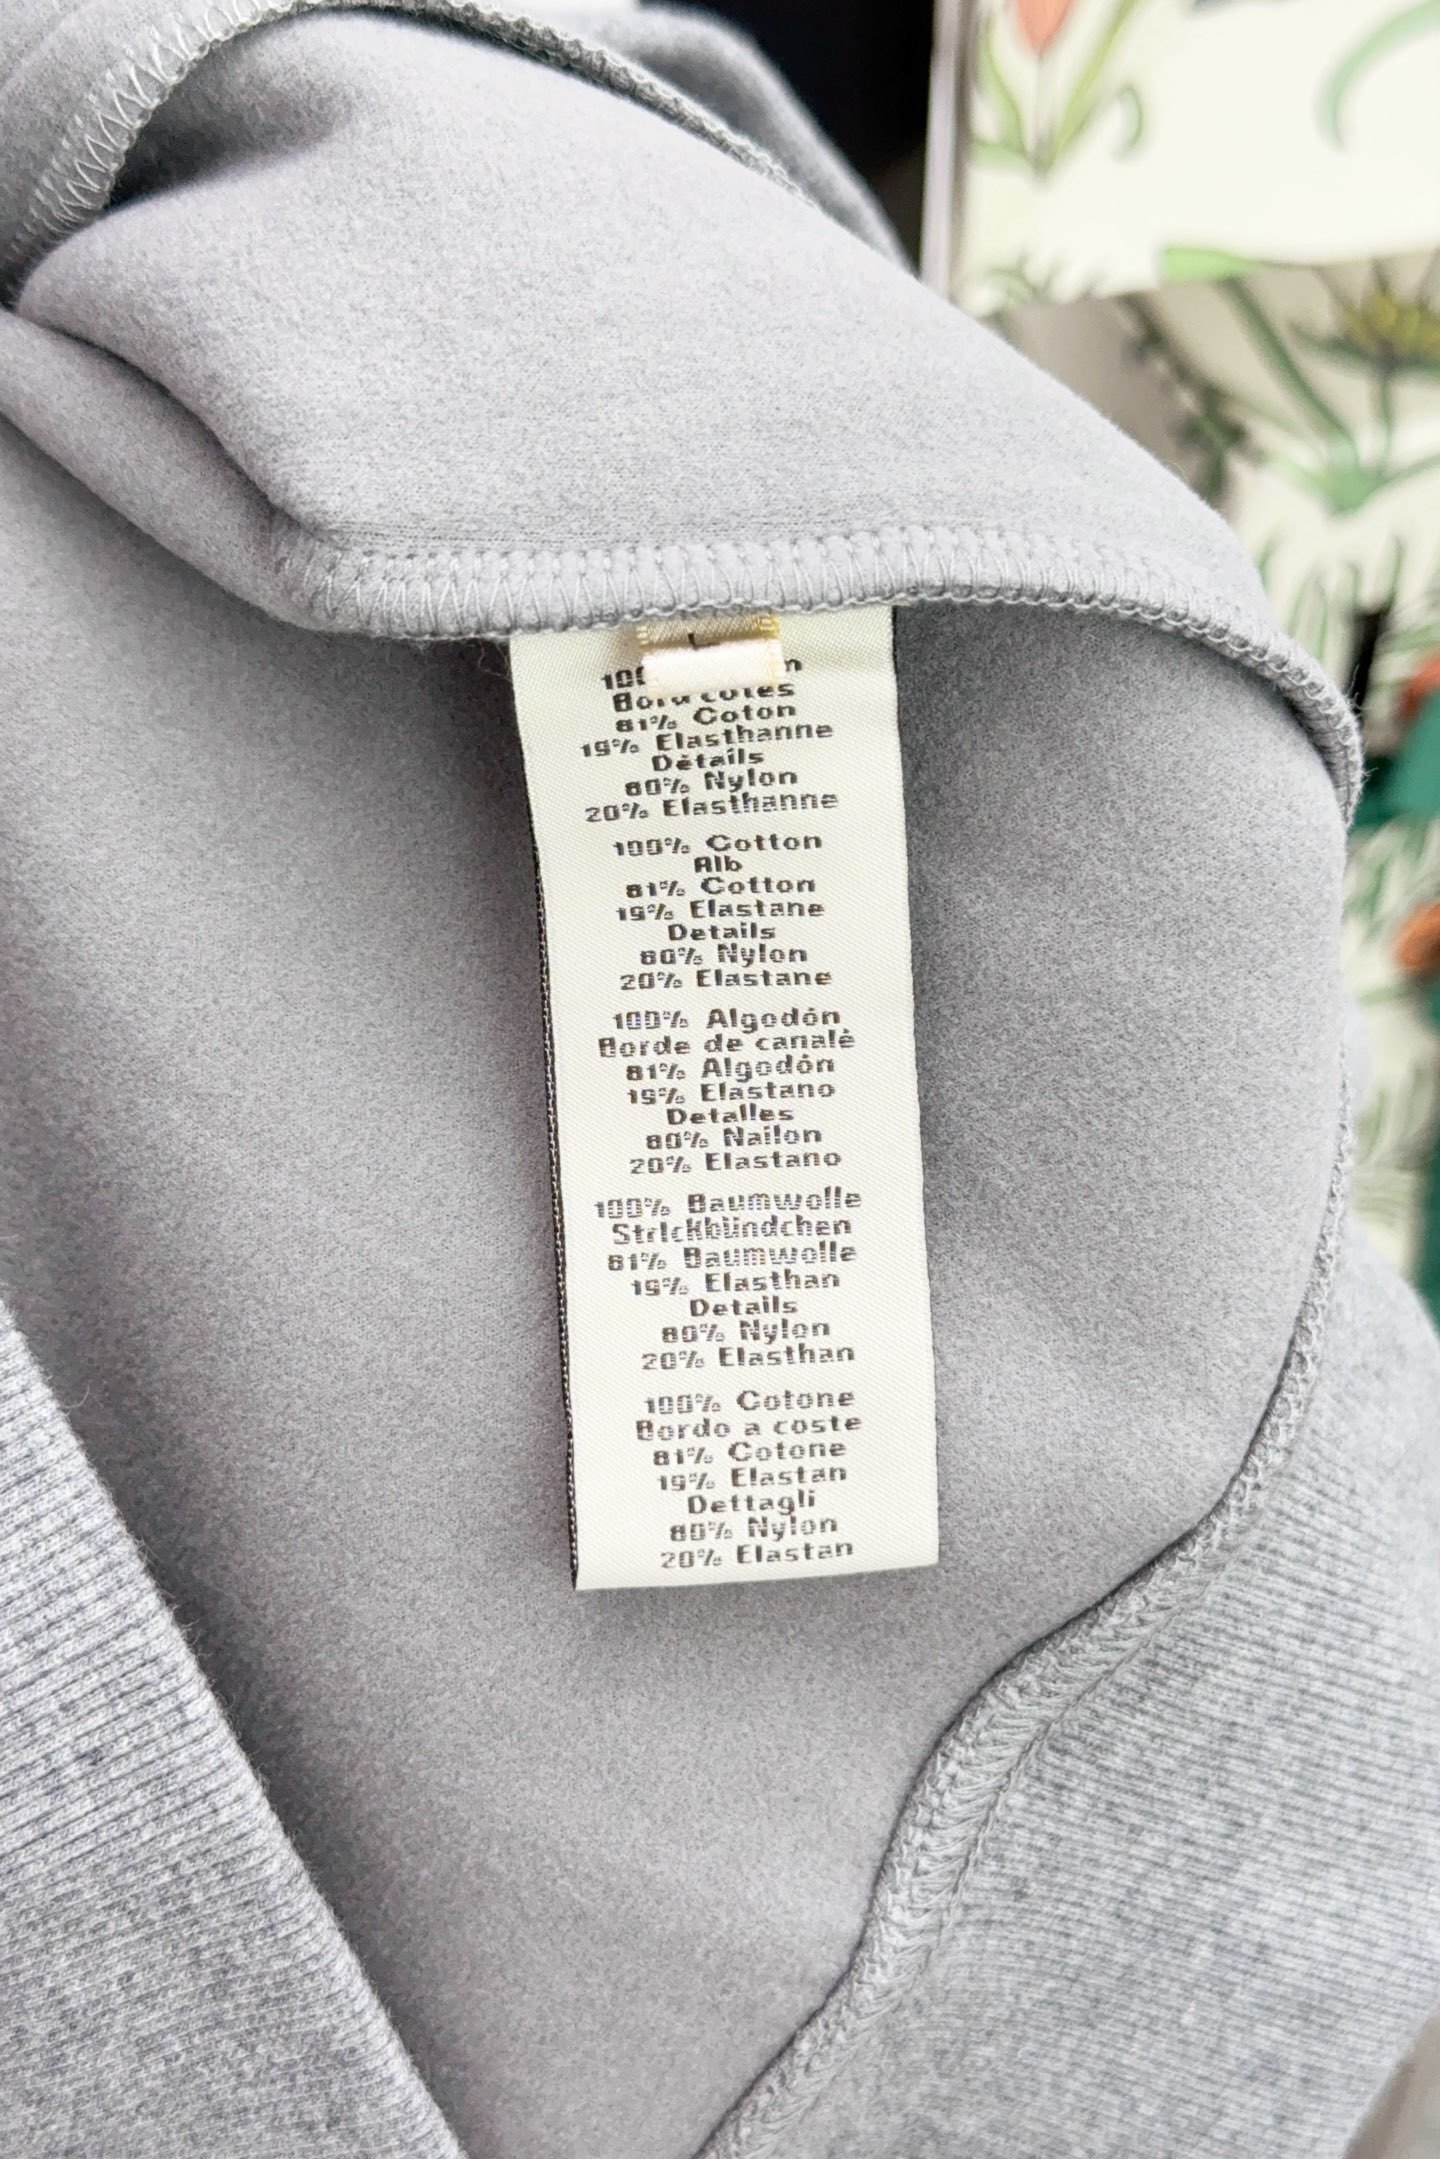 L
81% Coton
19% Elasthanne
Détails
80% Nylon
20% Elasthanne
100% Cotton
Alb
81% Cotton
19% Elastane
Details
80% Nylon
20% Elastane
100% Algodón
Borde de canalé
81% Algodón
19% Elastano
Detalles
80% Nailon
20% Elastano
100% Baumwolle
Strickbündchen
81% Baumwolle
19% Elasthan
Details
80% Nylon
20% Elasthan
100% Cotone
Bordo a coste
81% Cotone
19% Elastan
Dettagli
80% Nylon
20% Elastan